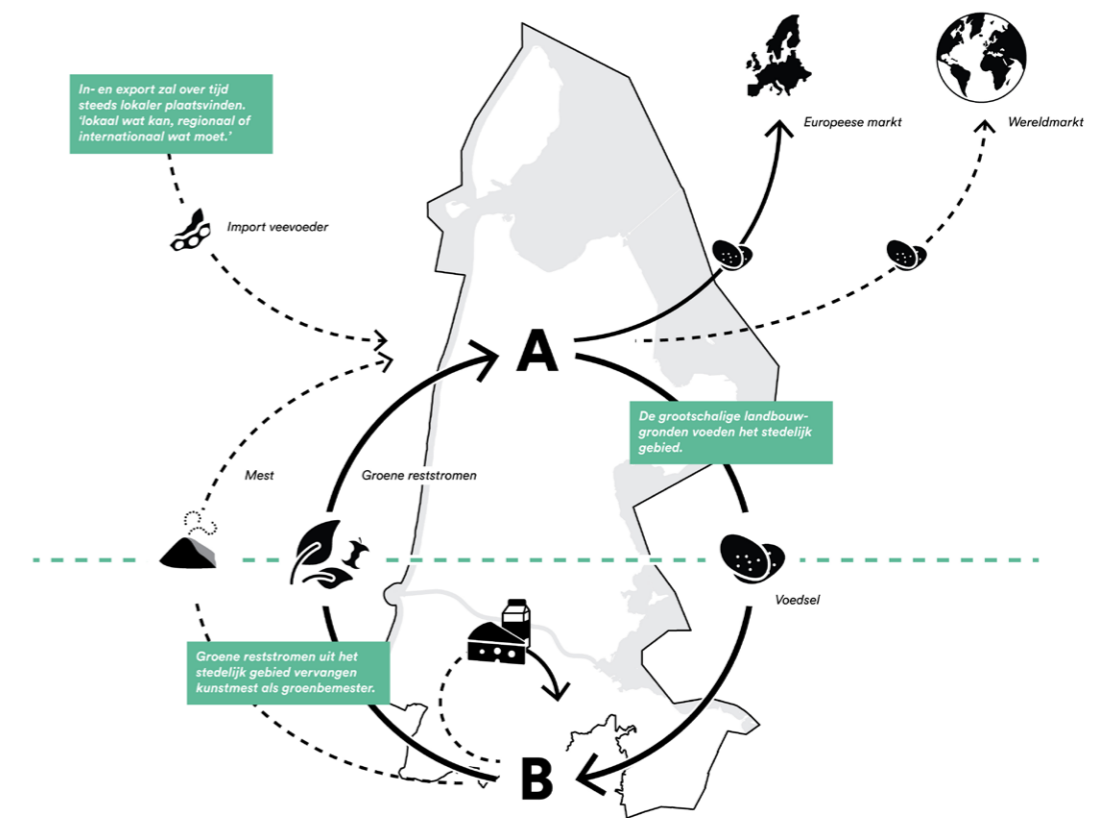 In- en export zal over tijd
steeds lokaler plaatsvinden.
‘lokaal wat kan, regionaal of
internationaal wat moet.’
Europeese markt
Wereldmarkt
Import veevoeder
A
De grootschalige landbouw-
gronden voeden het stedelijk
gebied.
Mest
Groene reststromen
Voedsel
Groene reststromen uit het
stedelijk gebied vervangen
kunstmest als groenbemester.
B